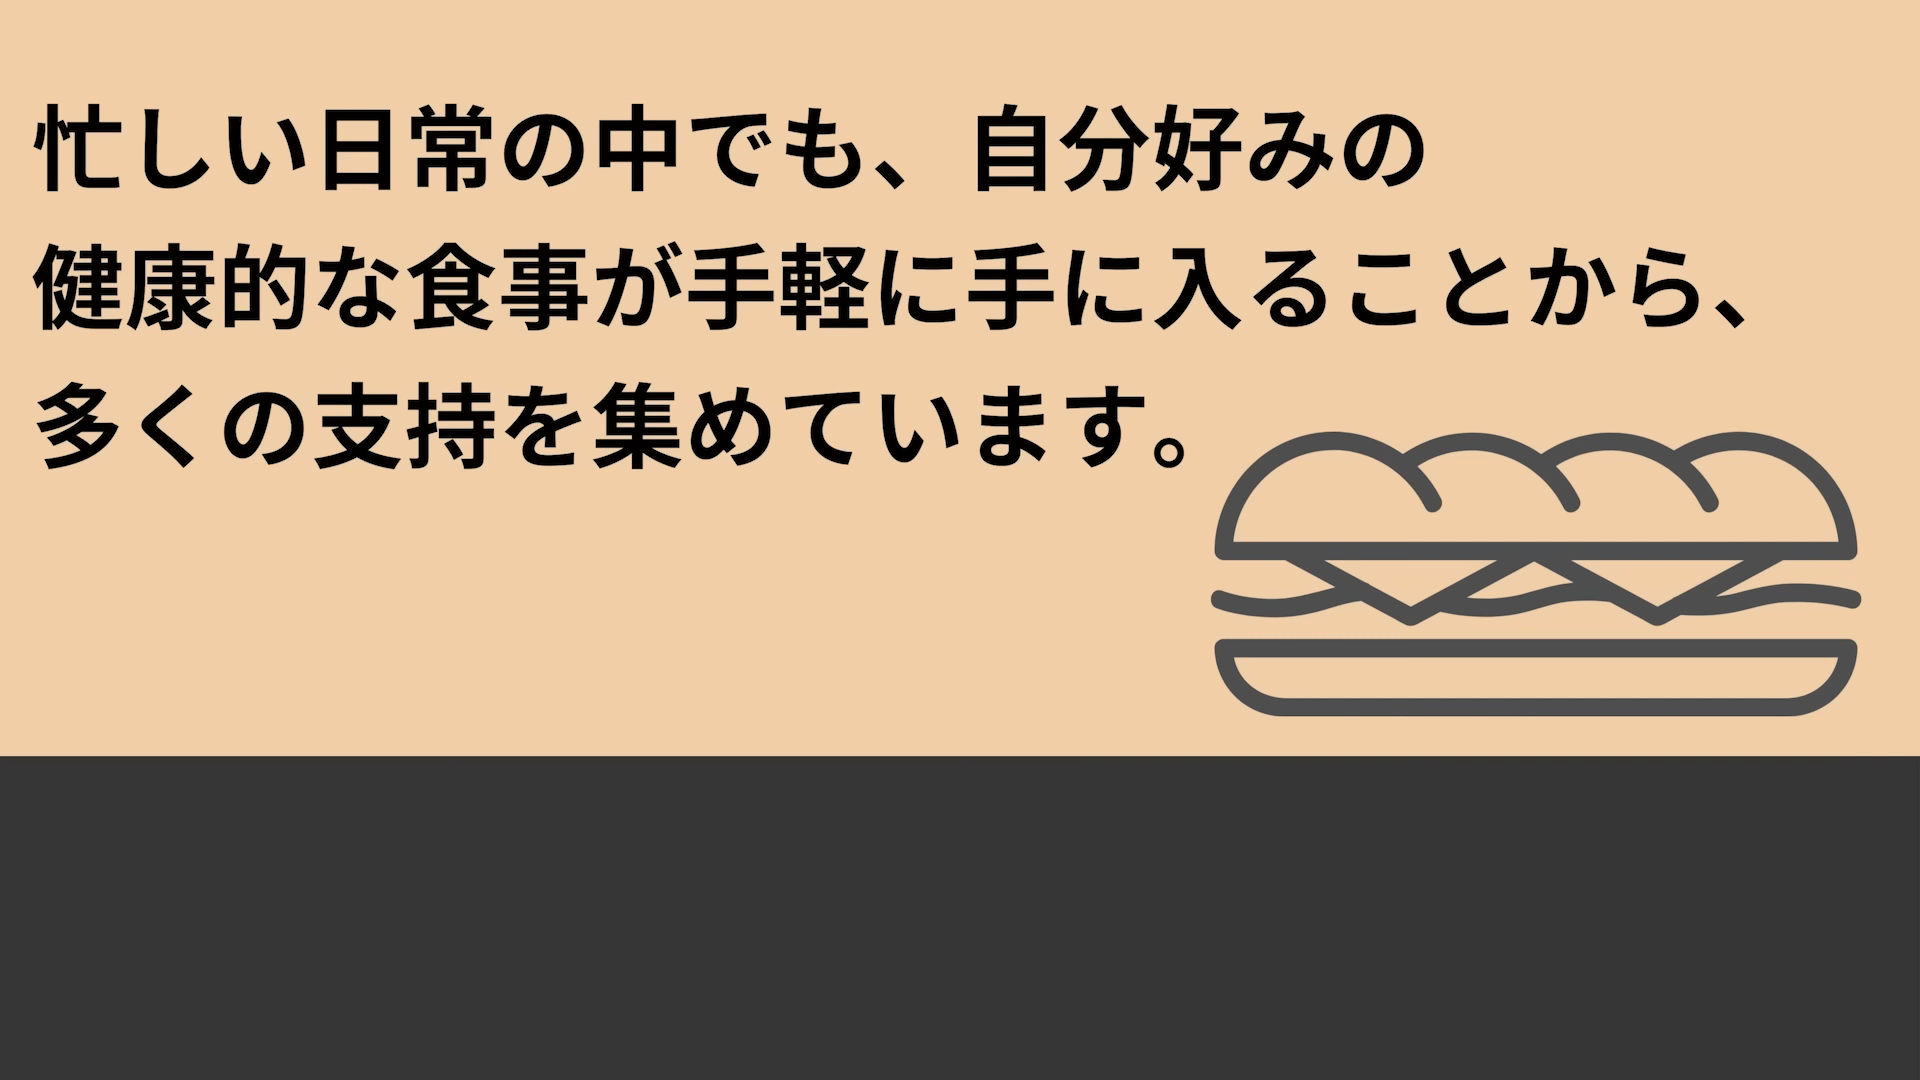 忙しい日常の中でも、自分好みの
健康的な食事が手軽に手に入ることから、
多くの支持を集めています。